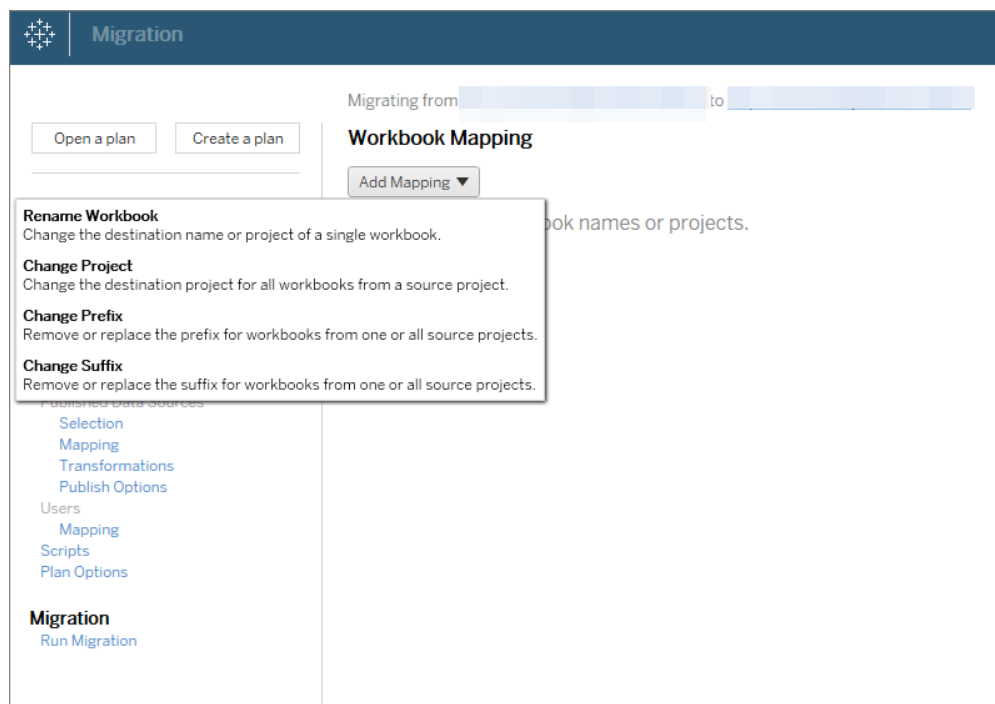 Migration
Migrating from to
Open a plan
Create a plan
Workbook Mapping
Add Mapping ▼
names or projects.
Rename Workbook
Change the destination name or project of a single workbook.
Change Project
Change the destination project for all workbooks from a source project.
Change Prefix
Remove or replace the prefix for workbooks from one or all source projects.
Change Suffix
Remove or replace the suffix for workbooks from one or all source projects.
Published Data Sources
Selection
Mapping
Transformations
Publish Options
Users
Mapping
Scripts
Plan Options
Migration
Run Migration